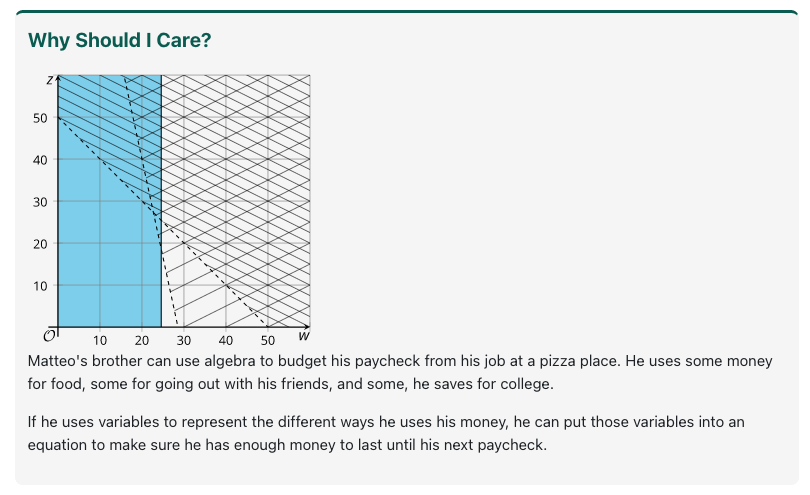 Why Should I Care?
z
50
40
30
20
10
O
10 20 30 40 50 w
Matteo's brother can use algebra to budget his paycheck from his job at a pizza place. He uses some money
for food, some for going out with his friends, and some, he saves for college.
If he uses variables to represent the different ways he uses his money, he can put those variables into an
equation to make sure he has enough money to last until his next paycheck.